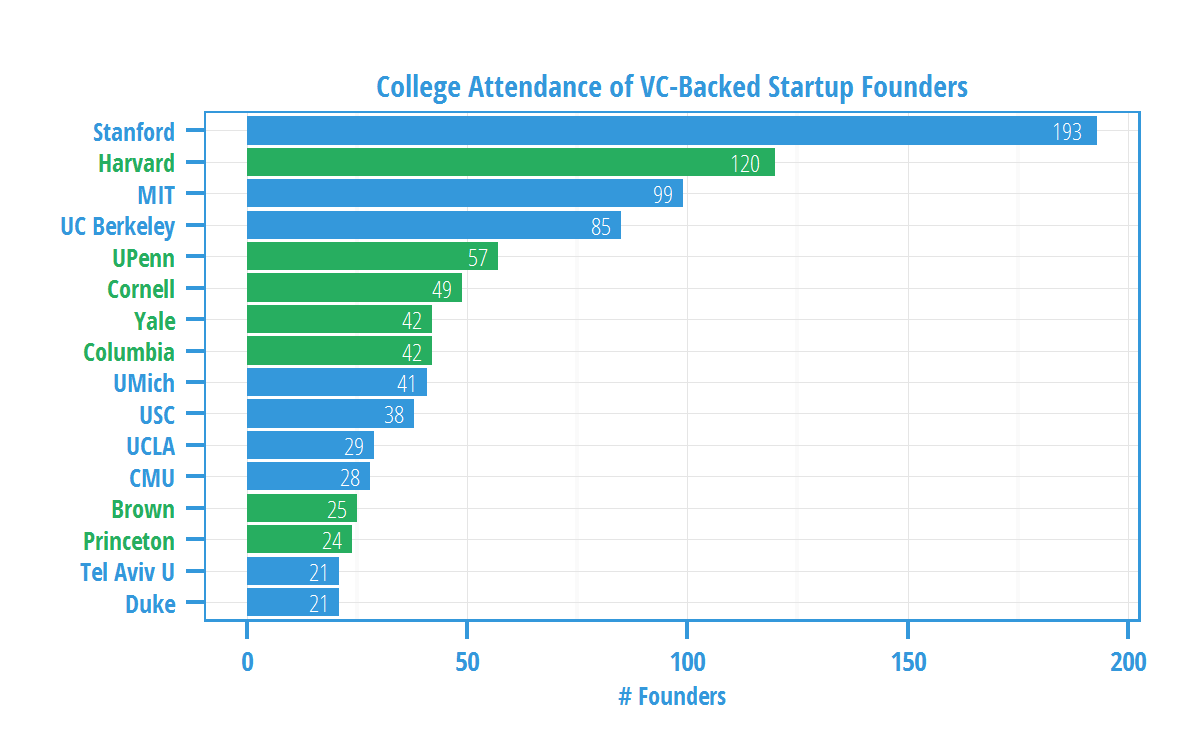 College Attendance of VC-Backed Startup Founders
Stanford 193
Harvard 120
MIT 99
UC Berkeley 85
UPenn 57
Cornell 49
Yale 42
Columbia 42
UMich 41
USC 38
UCLA 29
CMU 28
Brown 25
Princeton 24
Tel Aviv U 21
Duke 21
0 50 100 150 200
# Founders